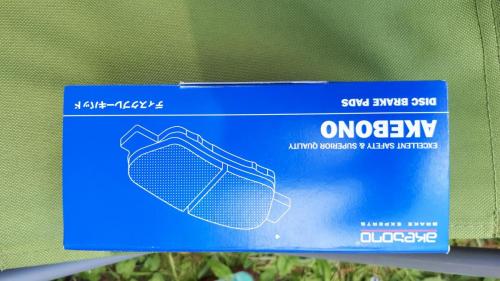 akebono
BRAKE EXPERTS
EXCELLENT SAFETY & SUPERIOR QUALITY
AKEBONO
DISC BRAKE PADS
ディスクブレーキパッド